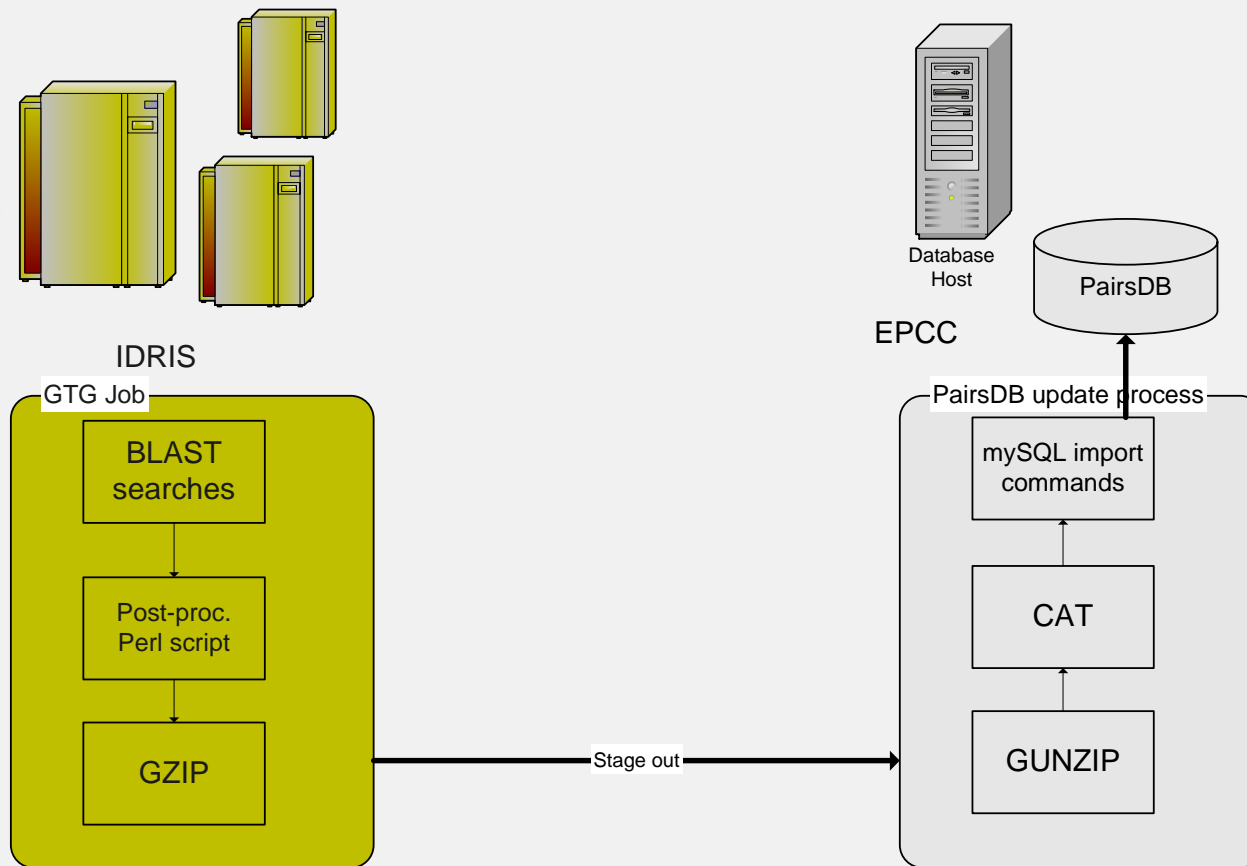 Database
Host
PairsDB
IDRIS
EPCC
GTG Job
BLAST
searches
Post-proc.
Perl script
GZIP
Stage out
PairsDB update process
mySQL import
commands
CAT
GUNZIP